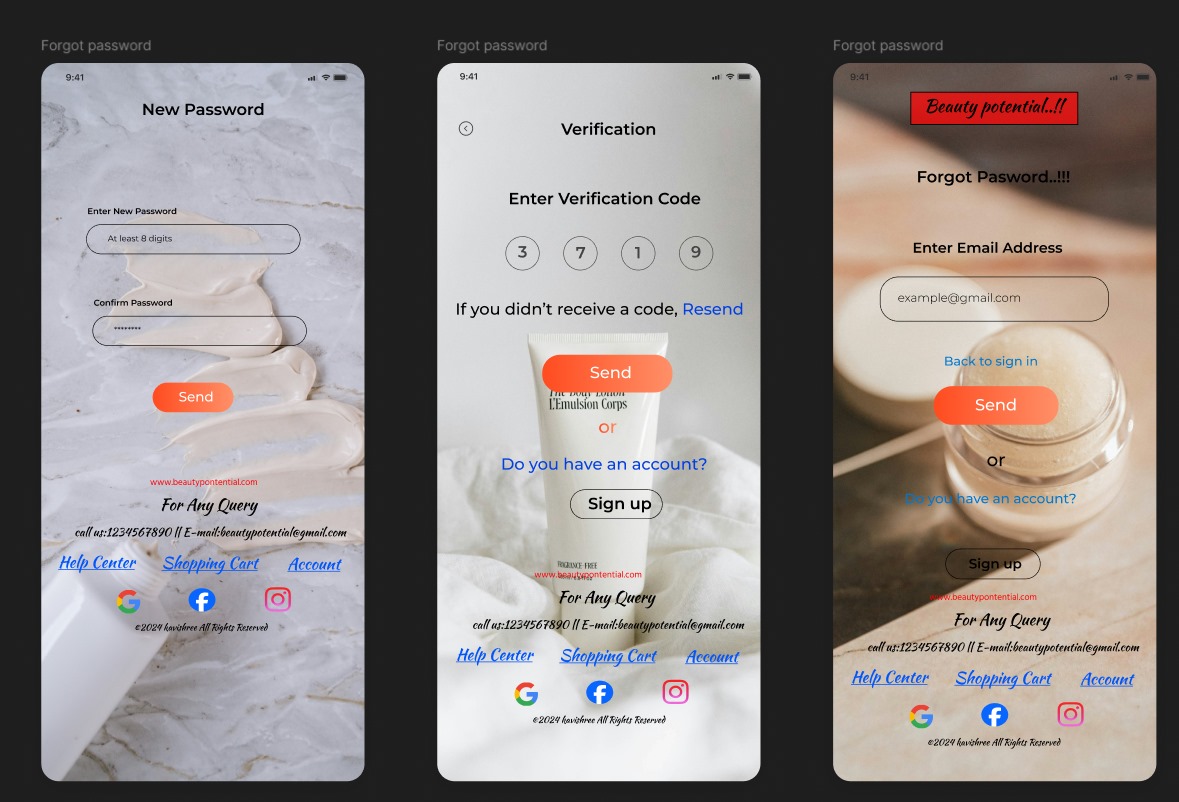 Forgot password
9:41
New Password
Enter New Password
At least 8 digits
Confirm Password
********
Send
www.beautypontential.com
For Any Query
call us:1234567890 || E-mail:beautypotential@gmail.com
Help Center Shopping Cart Account
©2024 kavishree All Rights Reserved
Forgot password
9:41
Verification
Enter Verification Code
3 7 1 9
If you didn't receive a code, Resend
Send
The Body Lotion
L'Emulsion Corps
or
Do you have an account?
Sign up
FRAGRANCE-FREE
www.beautypontential.com
For Any Query
call us:1234567890 || E-mail:beautypotential@gmail.com
Help Center Shopping Cart Account
©2024 kavishree All Rights Reserved
Forgot password
9:41
Beauty potential..!!
Forgot Pasword..!!!
Enter Email Address
example@gmail.com
Back to sign in
Send
or
Do you have an account?
Sign up
www.beautypontential.com
For Any Query
call us:1234567890 || E-mail:beautypotential@gmail.com
Help Center Shopping Cart Account
©2024 kavishree All Rights Reserved